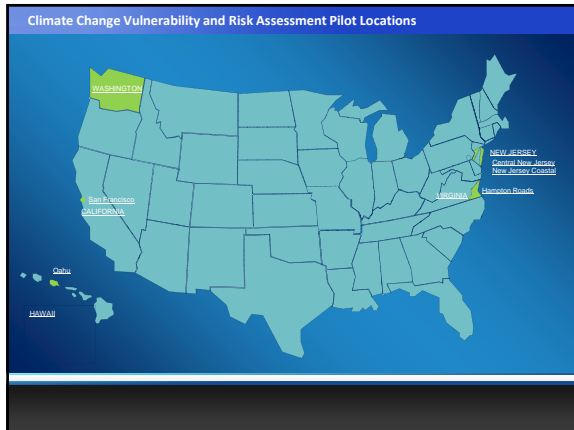 Climate Change Vulnerability and Risk Assessment Pilot Locations
WASHINGTON
NEW JERSEY
Central New Jersey
New Jersey Coastal
VIRGINIA
Hampton Roads
San Francisco
CALIFORNIA
Oahu
HAWAII